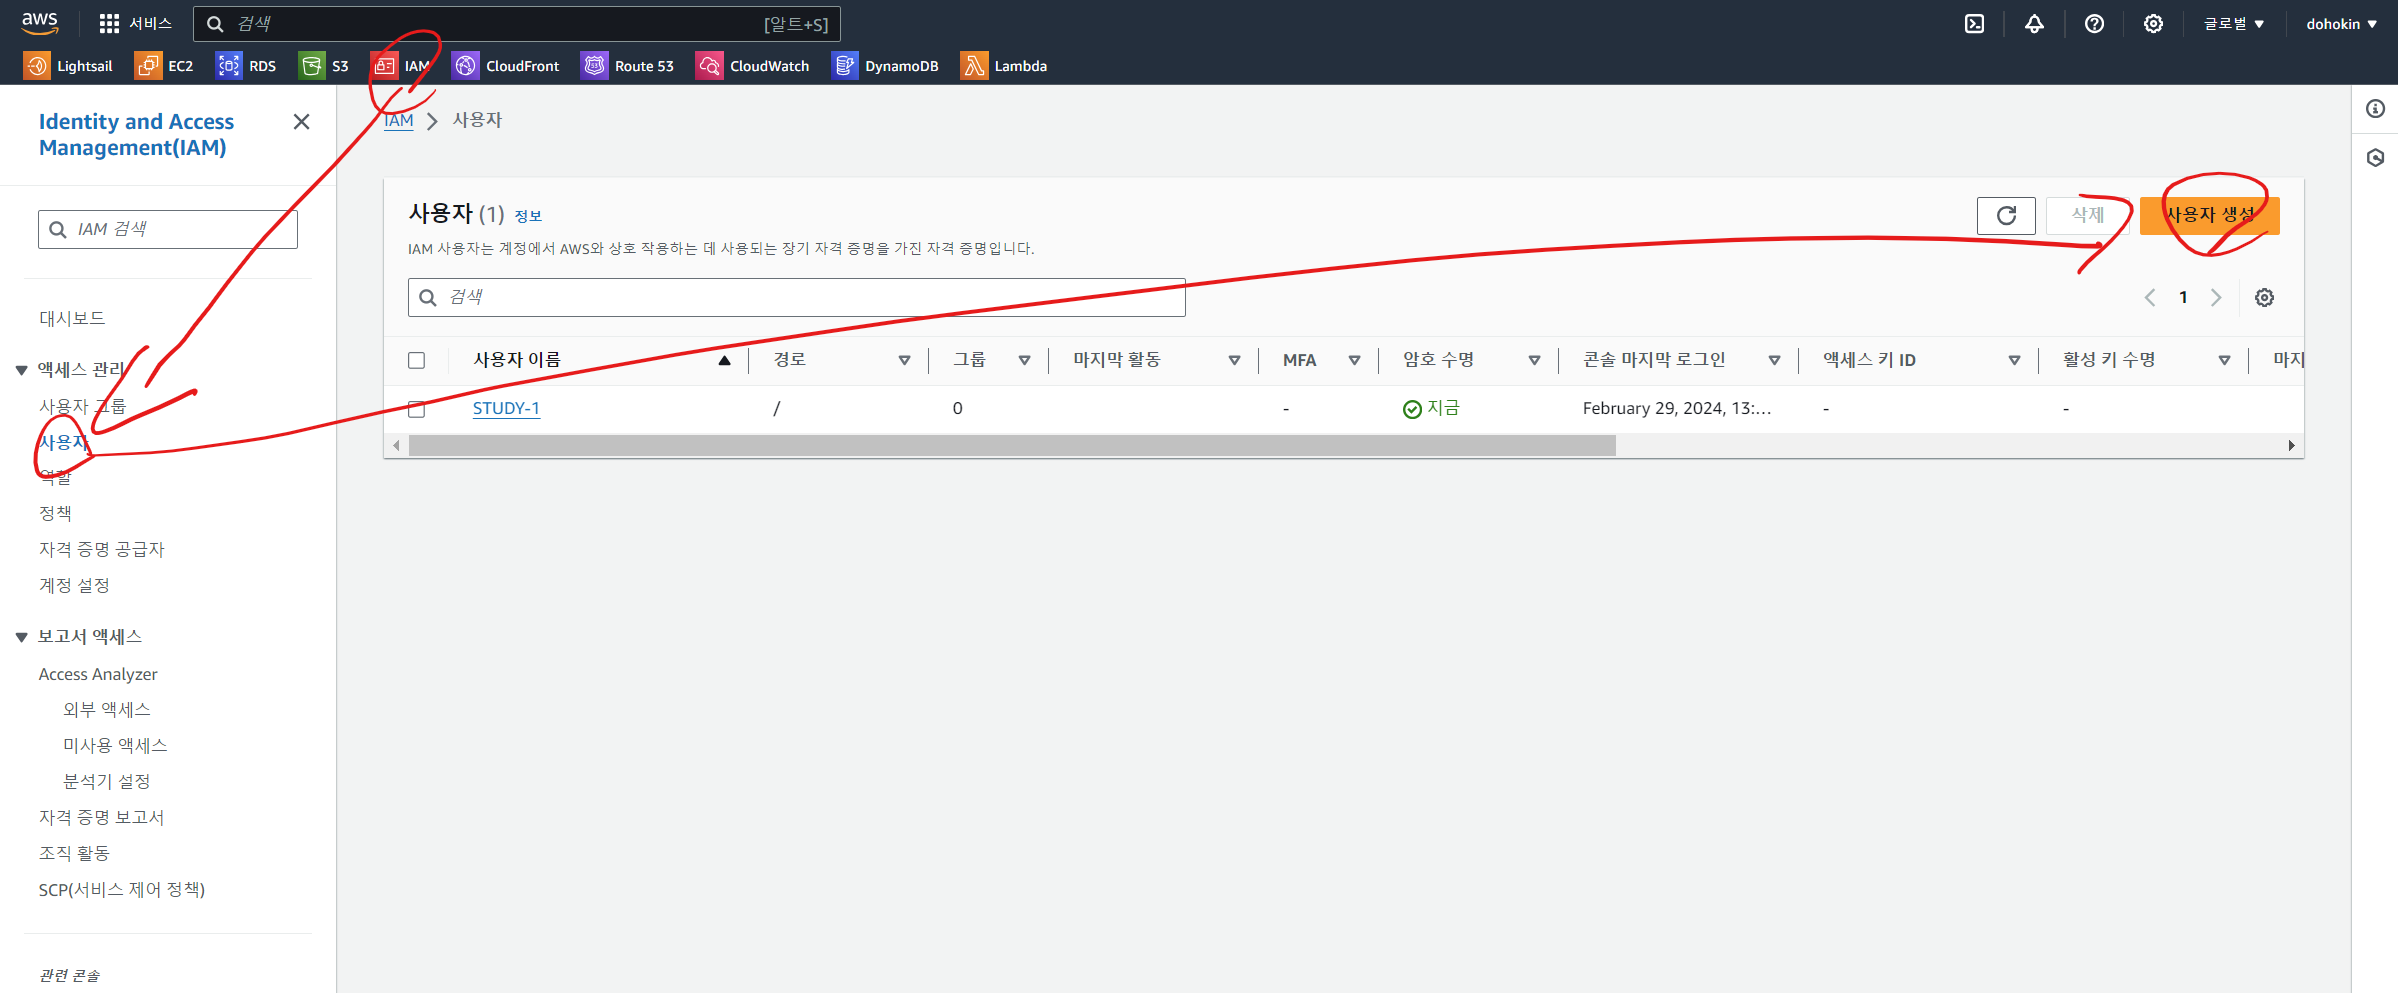 aws 서비스 검색 [알트+S] 글로벌 dohokin
Lightsail EC2 RDS S3 IAM CloudFront Route 53 CloudWatch DynamoDB Lambda
Identity and Access
Management(IAM)
IAM 검색
대시보드
액세스 관리
사용자 그룹
사용자
역할
정책
자격 증명 공급자
계정 설정
보고서 액세스
Access Analyzer
외부 액세스
미사용 액세스
분석기 설정
자격 증명 보고서
조직 활동
SCP(서비스 제어 정책)
관련 콘솔
IAM 사용자
사용자 (1) 정보 삭제 사용자 생성
IAM 사용자는 계정에서 AWS와 상호 작용하는 데 사용되는 장기 자격 증명을 가진 자격 증명입니다.
검색 1
사용자 이름 경로 그룹 마지막 활동 MFA 암호 수명 콘솔 마지막 로그인 액세스 키 ID 활성 키 수명 마지
STUDY-1 / 0 - 지금 February 29, 2024, 13:... - -